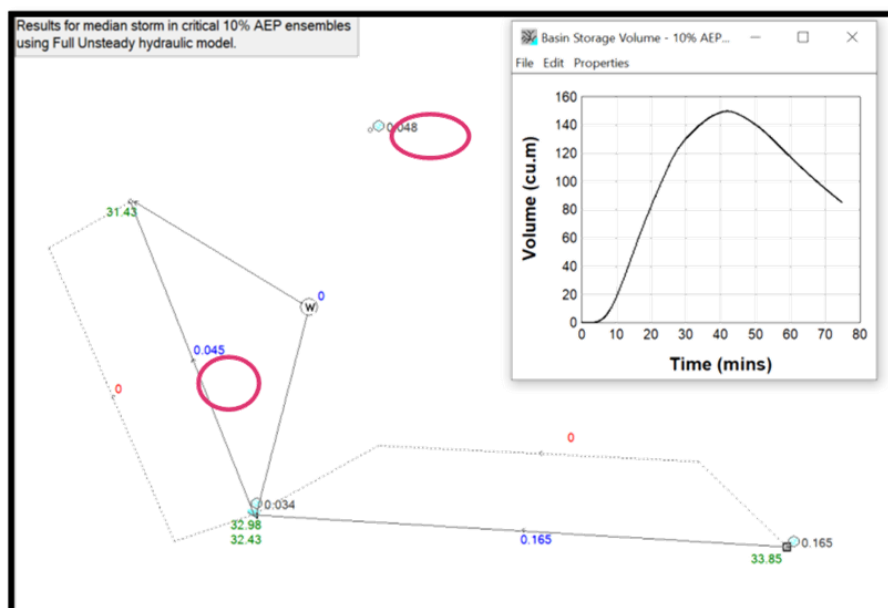 Results for median storm in critical 10% AEP ensembles
using Full Unsteady hydraulic model.
Basin Storage Volume - 10% AEP...
File Edit Properties
160
140
120
100
80
60
40
20
0
Volume (cu.m)
0 10 20 30 40 50 60 70 80
Time (mins)
0.048
31.43
W
0
0.045
0
0
0.034
32.98
32.43
0.165
0.165
33.85